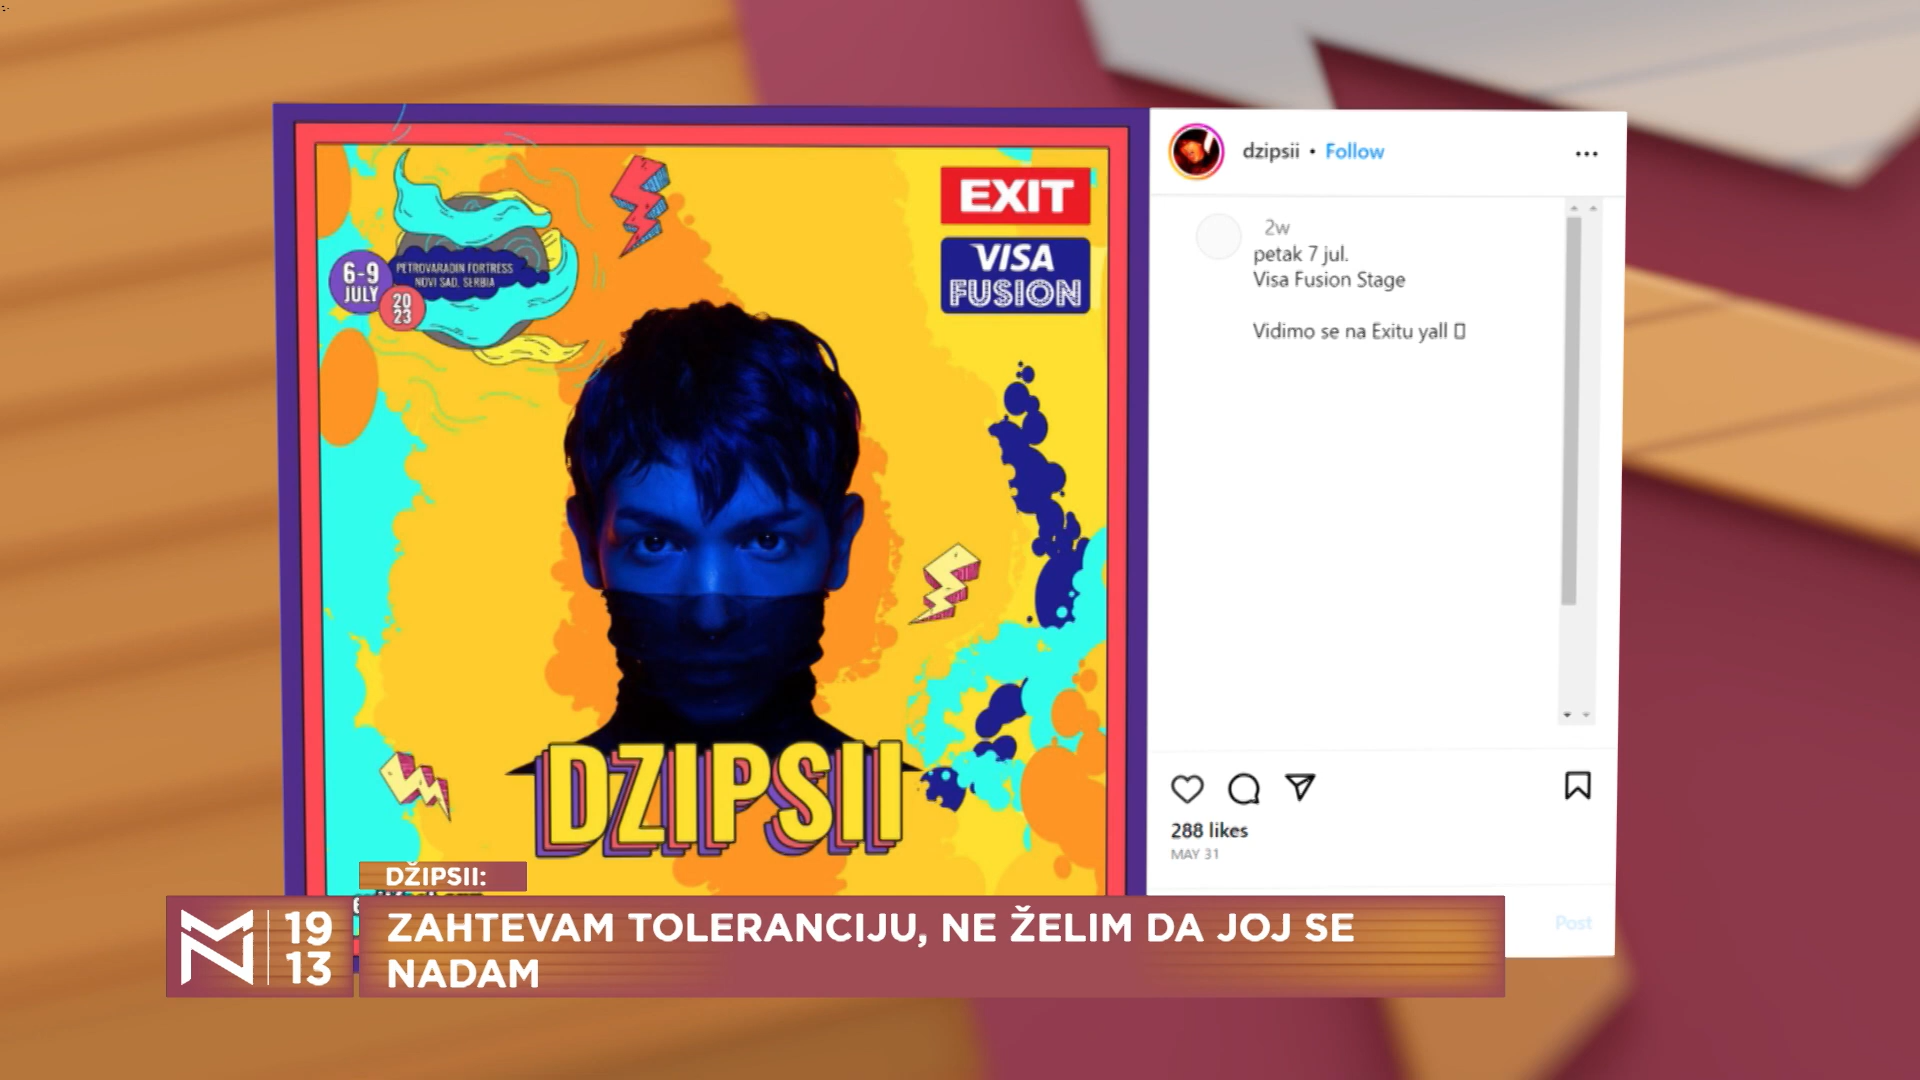 EXIT
VISA
FUSION
6-9
JULY
20
23
PETROVARADIN FORTRESS
NOVI SAD, SERBIA
DZIPSII
dzipsii • Follow
2w
petak 7 jul.
Visa Fusion Stage
Vidimo se na Exitu yall
288 likes
MAY 31
Post
DŽIPSII:
19
13
ZAHTEVAM TOLERANCIJU, NE ŽELIM DA JOJ SE
NADAM